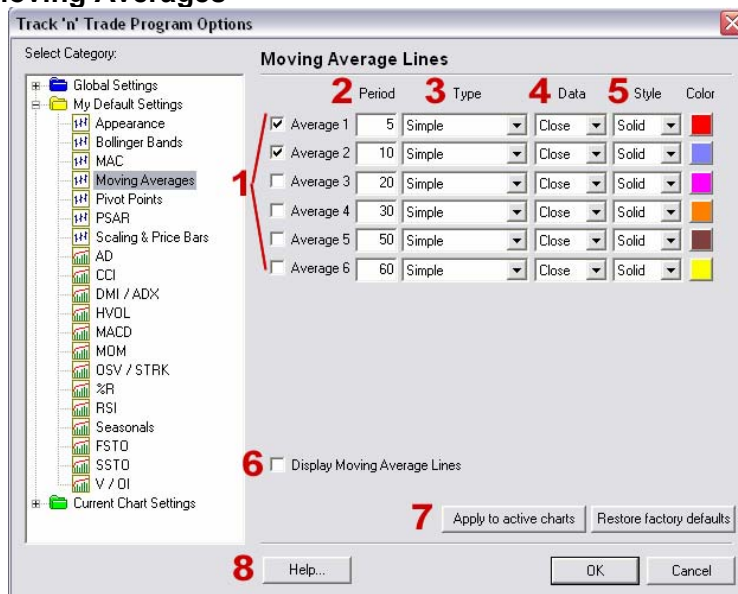 Moving Averages
Track 'n' Trade Program Options
Select Category:
Global Settings
My Default Settings
Appearance
Bollinger Bands
MAC
Moving Averages
Pivot Points
PSAR
Scaling & Price Bars
AD
CCI
DMI / ADX
HVOL
MACD
MOM
OSV / STRK
%R
RSI
Seasonals
FSTO
SSTO
V / OI
Current Chart Settings
Moving Average Lines
2 Period 3 Type 4 Data 5 Style Color
1
Average 1 5 Simple Close Solid
Average 2 10 Simple Close Solid
Average 3 20 Simple Close Solid
Average 4 30 Simple Close Solid
Average 5 50 Simple Close Solid
Average 6 60 Simple Close Solid
6 Display Moving Average Lines
7 Apply to active charts Restore factory defaults
8 Help... OK Cancel